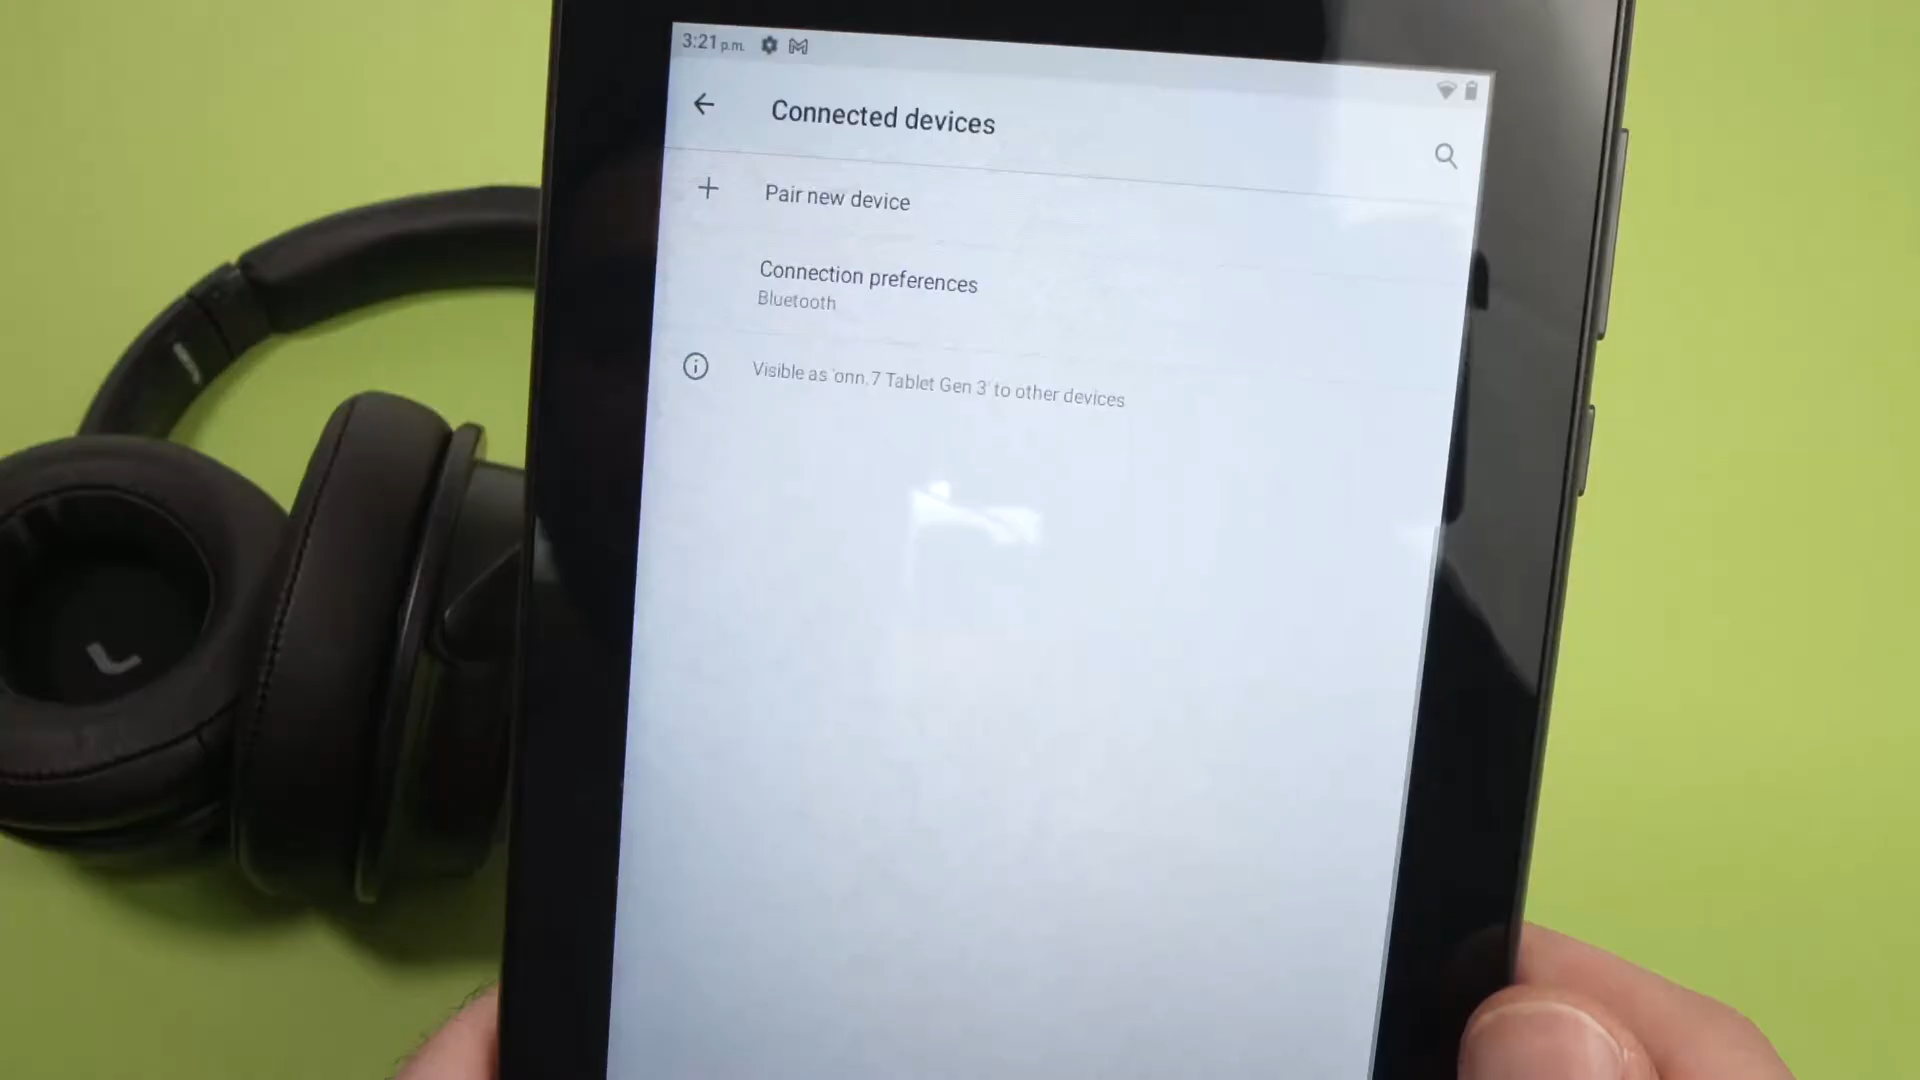 3:21 p.m.
Connected devices
Pair new device
Connection preferences
Bluetooth
Visible as 'onn.7 Tablet Gen 3' to other devices
L